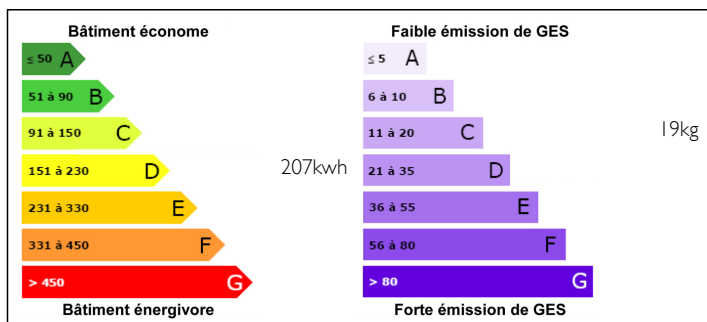 Bâtiment économe
≤ 50 A
51 à 90 B
91 à 150 C
151 à 230 D
207kwh
231 à 330 E
331 à 450 F
> 450 G
Bâtiment énergivore
Faible émission de GES
≤ 5 A
6 à 10 B
11 à 20 C
19kg
21 à 35 D
36 à 55 E
56 à 80 F
> 80 G
Forte émission de GES